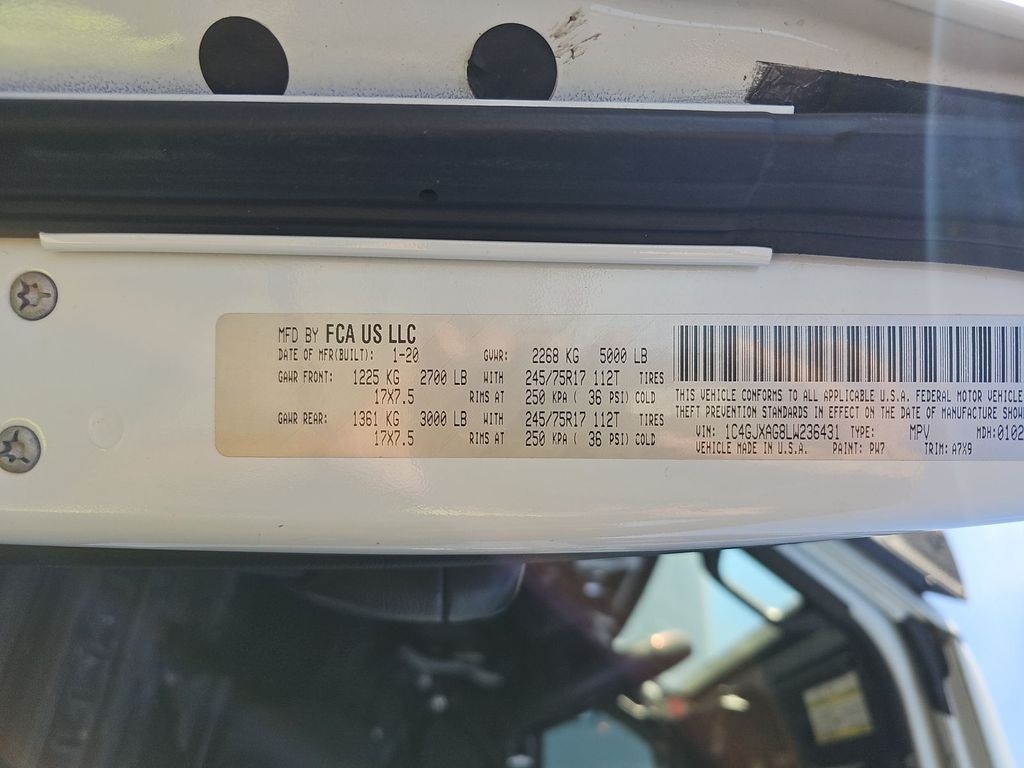 MFD BY FCA US LLC
DATE OF MFR(BUILT): 1-20 GVWR: 2268 KG 5000 LB
GAWR FRONT: 1225 KG 2700 LB WITH 245/75R17 112T TIRES
17X7.5 RIMS AT 250 KPA ( 36 PSI) COLD
GAWR REAR: 1361 KG 3000 LB WITH 245/75R17 112T TIRES
17X7.5 RIMS AT 250 KPA ( 36 PSI) COLD
THIS VEHICLE CONFORMS TO ALL APPLICABLE U.S.A. FEDERAL MOTOR VEHICLE
THEFT PREVENTION STANDARDS IN EFFECT ON THE DATE OF MANUFACTURE SHOW
VIN: 1C4GJXAG8LW236431 TYPE: MPV MDH:0102
VEHICLE MADE IN U.S.A. PAINT: PW7 TRIM: A7X9